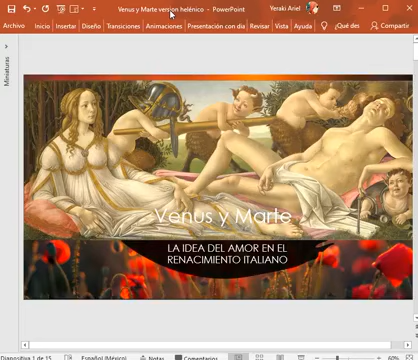 Venus y Marte version helénico - PowerPoint
Yeraki Ariel
Archivo Inicio Insertar Diseño Transiciones Animaciones Presentación con dia Revisar Vista Ayuda ¿Qué des Compartir
Miniaturas
Venus y Marte
LA IDEA DEL AMOR EN EL
RENACIMIENTO ITALIANO
Diapositiva 1 de 15 Español (México) Notas Comentarios 60%